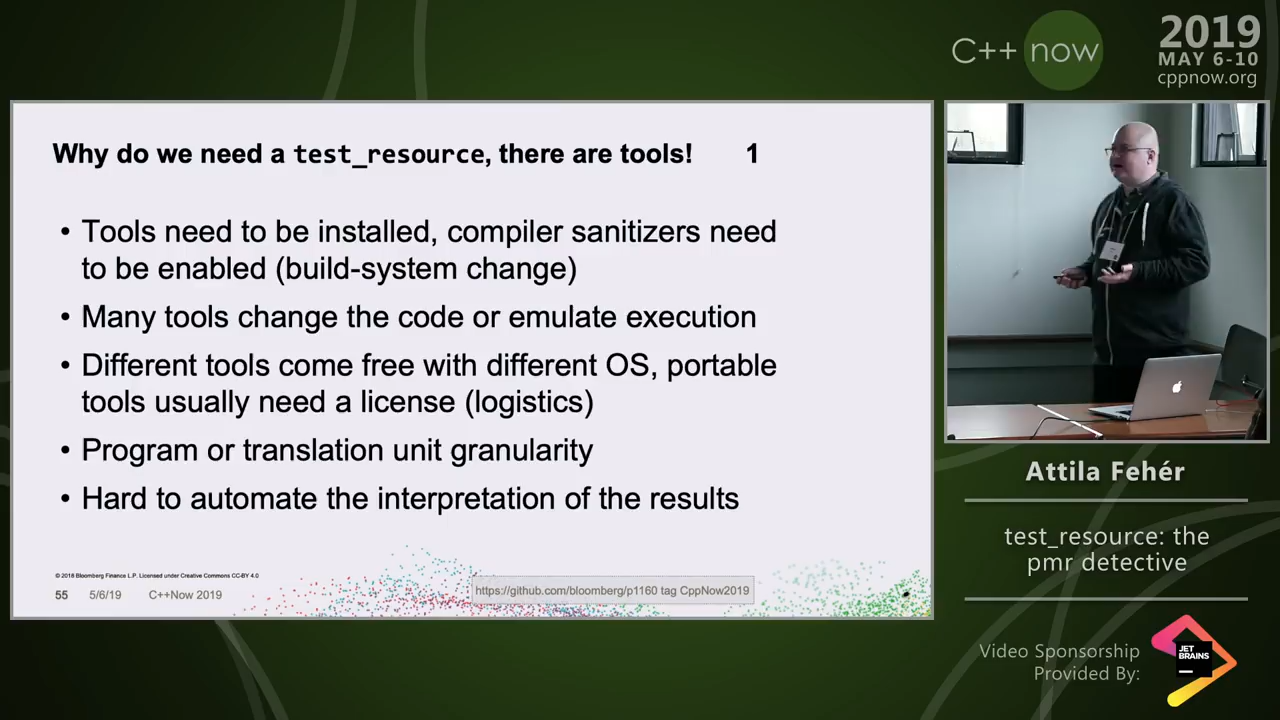 C++ now
2019
MAY 6-10
cppnow.org
Why do we need a test_resource, there are tools! 1
• Tools need to be installed, compiler sanitizers need
to be enabled (build-system change)
• Many tools change the code or emulate execution
• Different tools come free with different OS, portable
tools usually need a license (logistics)
• Program or translation unit granularity
• Hard to automate the interpretation of the results
© 2018 Bloomberg Finance L.P. Licensed under Creative Commons CC-BY 4.0
55 5/6/19 C++Now 2019
https://github.com/bloomberg/p1160 tag CppNow2019
Attila Fehér
test_resource: the
pmr detective
Video Sponsorship
Provided By:
JET
BRAINS